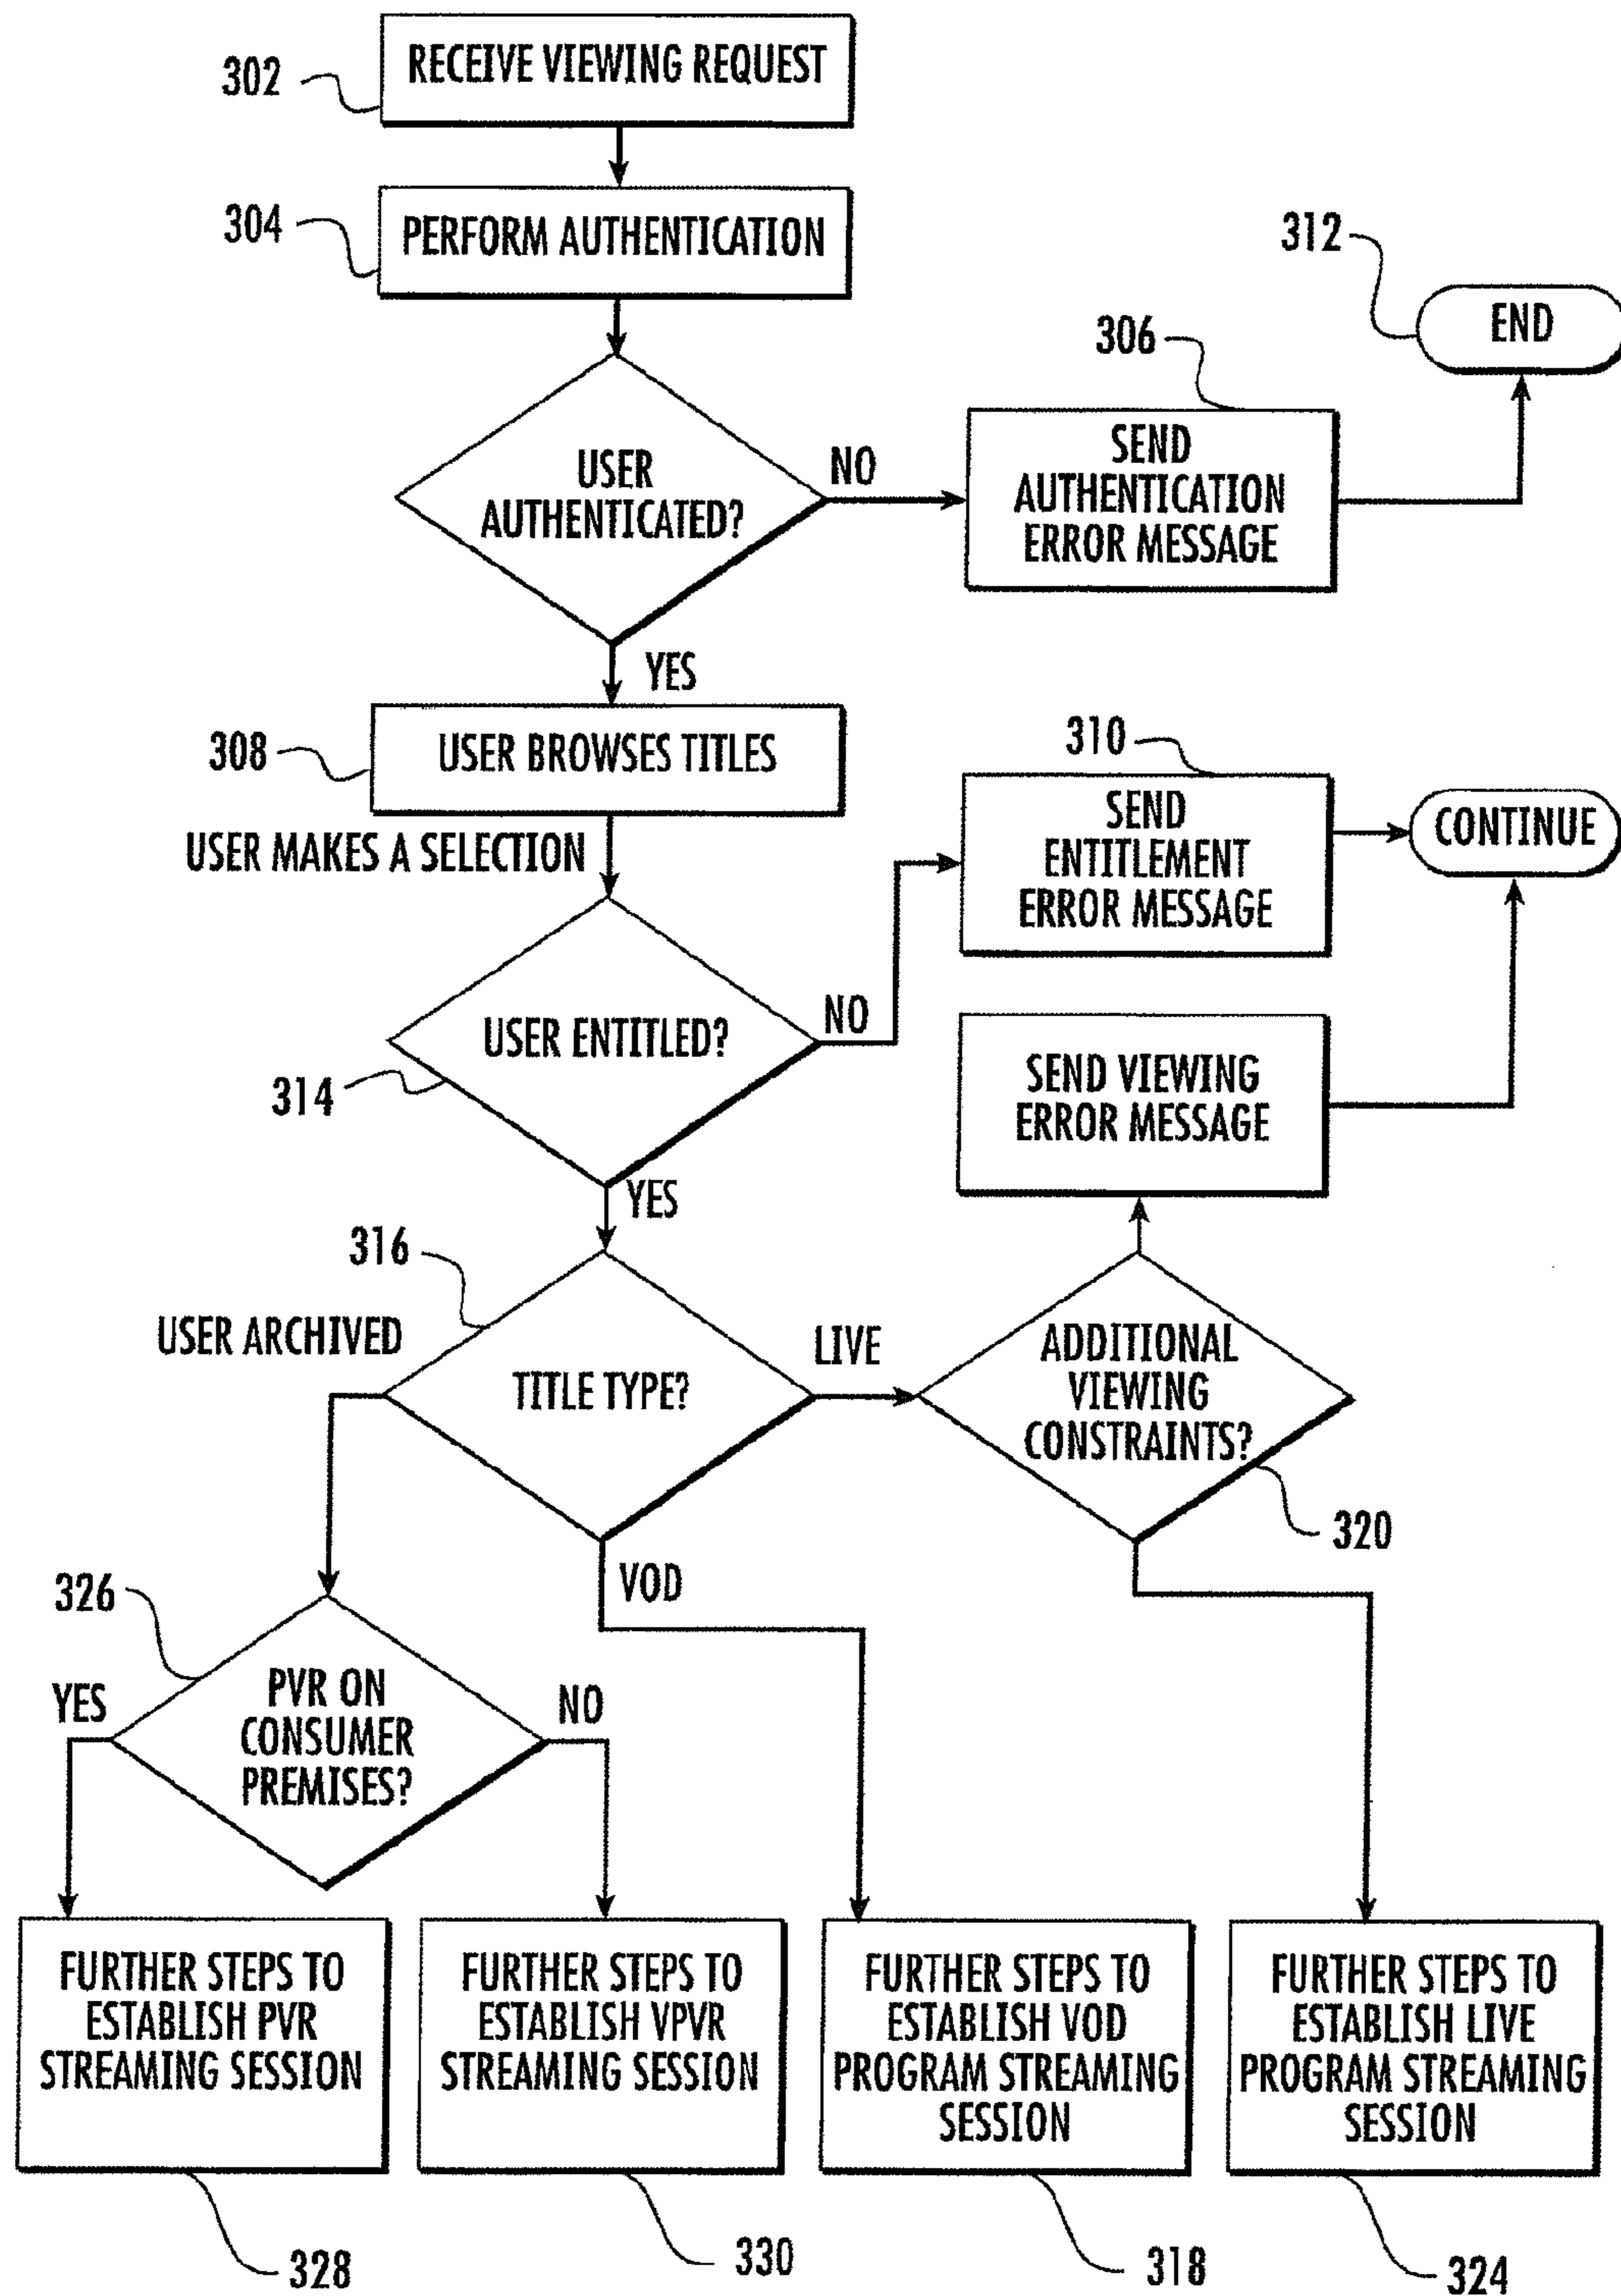 302
RECEIVE VIEWING REQUEST
304
PERFORM AUTHENTICATION
312
END
306
SEND
AUTHENTICATION
ERROR MESSAGE
USER
AUTHENTICATED?
NO
YES
308
USER BROWSES TITLES
310
SEND
ENTITLEMENT
ERROR MESSAGE
CONTINUE
USER MAKES A SELECTION
USER ENTITLED?
NO
314
SEND VIEWING
ERROR MESSAGE
YES
316
USER ARCHIVED
TITLE TYPE?
LIVE
ADDITIONAL
VIEWING
CONSTRAINTS?
320
VOD
326
YES
PVR ON
CONSUMER
PREMISES?
NO
FURTHER STEPS TO
ESTABLISH PVR
STREAMING SESSION
FURTHER STEPS TO
ESTABLISH VPVR
STREAMING SESSION
FURTHER STEPS TO
ESTABLISH VOD
PROGRAM STREAMING
SESSION
FURTHER STEPS TO
ESTABLISH LIVE
PROGRAM STREAMING
SESSION
328
330
318
324